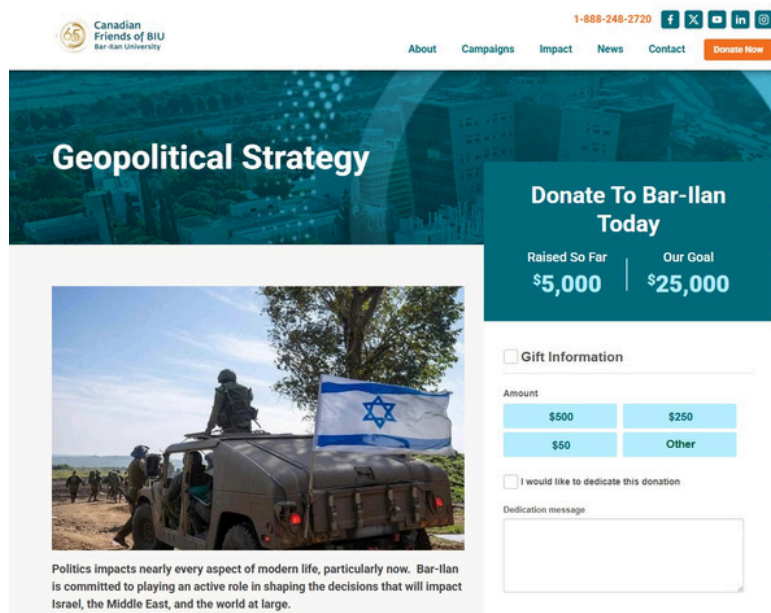 Canadian
Friends of BIU
Bar-Ilan University
65
1-888-248-2720
About Campaigns Impact News Contact Donate Now
Geopolitical Strategy
Donate To Bar-Ilan
Today
Raised So Far Our Goal
$5,000 $25,000
Gift Information
Amount
$500 $250
$50 Other
I would like to dedicate this donation
Dedication message
Politics impacts nearly every aspect of modern life, particularly now. Bar-Ilan
is committed to playing an active role in shaping the decisions that will impact
Israel, the Middle East, and the world at large.